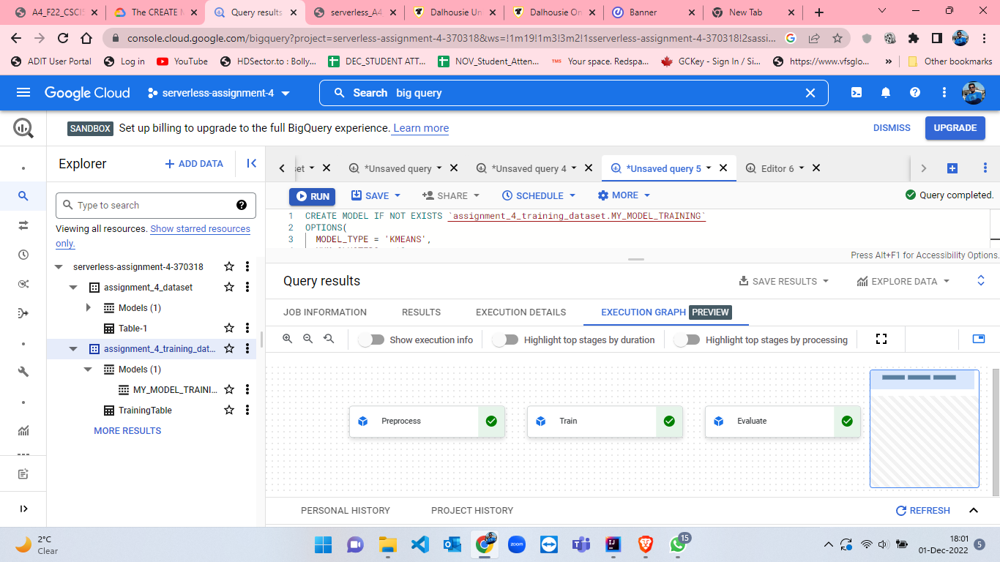 A4_F22_CSCI5
The CREATE M
Query results
serverless_A4
Dalhousie Un
Dalhousie On
Banner
New Tab
console.cloud.google.com/bigquery?project=serverless-assignment-4-370318&ws=!1m19!1m3!3m2!1sserverless-assignment-4-370318!2sassi...
ADIT User Portal
Log in
YouTube
HDSector.to : Bolly...
DEC_STUDENT ATT...
NOV_Student_Atten...
Your space. Redspa...
GCKey - Sign In / Si...
https://www.vfsglo...
»
Other bookmarks
Google Cloud
serverless-assignment-4
Search big query
SANDBOX Set up billing to upgrade to the full BigQuery experience. Learn more
DISMISS
UPGRADE
Explorer
+ ADD DATA
Type to search
Viewing all resources. Show starred resources
only.
serverless-assignment-4-370318
assignment_4_dataset
Models (1)
Table-1
assignment_4_training_dat...
Models (1)
MY_MODEL_TRAINI...
TrainingTable
MORE RESULTS
set
*Unsaved query
*Unsaved query 4
*Unsaved query 5
Editor 6
RUN
SAVE
SHARE
SCHEDULE
MORE
Query completed.
1 CREATE MODEL IF NOT EXISTS `assignment_4_training_dataset.MY_MODEL_TRAINING`
2 OPTIONS(
3 MODEL_TYPE = 'KMEANS',
Press Alt+F1 for Accessibility Options.
Query results
SAVE RESULTS
EXPLORE DATA
JOB INFORMATION
RESULTS
EXECUTION DETAILS
EXECUTION GRAPH PREVIEW
Show execution info
Highlight top stages by duration
Highlight top stages by processing
Preprocess
Train
Evaluate
PERSONAL HISTORY
PROJECT HISTORY
REFRESH
2°C
Clear
zoom
15
18:01
01-Dec-2022
5